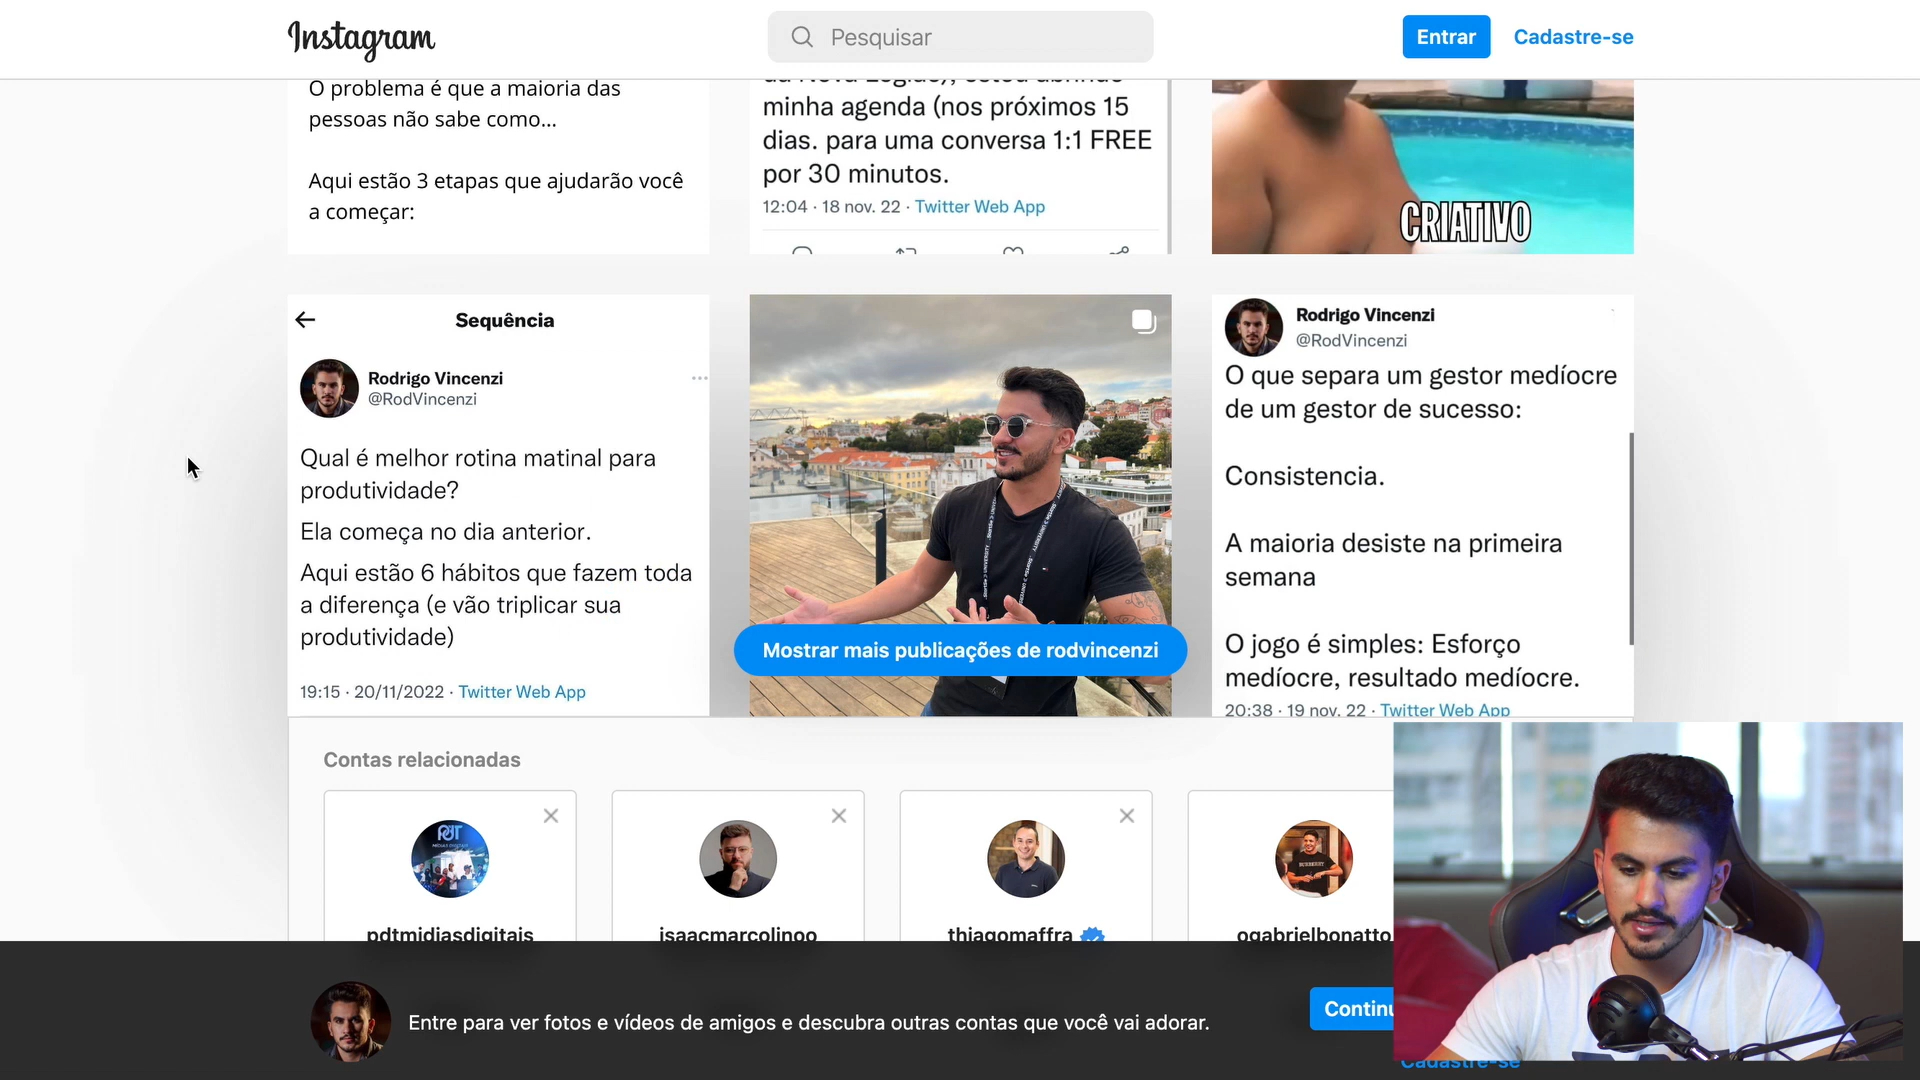 Instagram
Pesquisar
Entrar
Cadastre-se
O problema é que a maioria das
pessoas não sabe como...
Aqui estão 3 etapas que ajudarão você
a começar:
minha agenda (nos próximos 15
dias. para uma conversa 1:1 FREE
por 30 minutos.
12:04 · 18 nov. 22 · Twitter Web App
CRIATIVO
Sequência
Rodrigo Vincenzi
@RodVincenzi
Qual é melhor rotina matinal para
produtividade?
Ela começa no dia anterior.
Aqui estão 6 hábitos que fazem toda
a diferença (e vão triplicar sua
produtividade)
19:15 · 20/11/2022 · Twitter Web App
Mostrar mais publicações de rodvincenzi
Rodrigo Vincenzi
@RodVincenzi
O que separa um gestor medíocre
de um gestor de sucesso:
Consistencia.
A maioria desiste na primeira
semana
O jogo é simples: Esforço
medíocre, resultado medíocre.
20:38 · 19 nov. 22 · Twitter Web App
Contas relacionadas
pdtmidiasdigitais
isaacmarcolinoo
thiagomaffra
ogabrielbonatto
Entre para ver fotos e vídeos de amigos e descubra outras contas que você vai adorar.
Continu
Cadastre-se